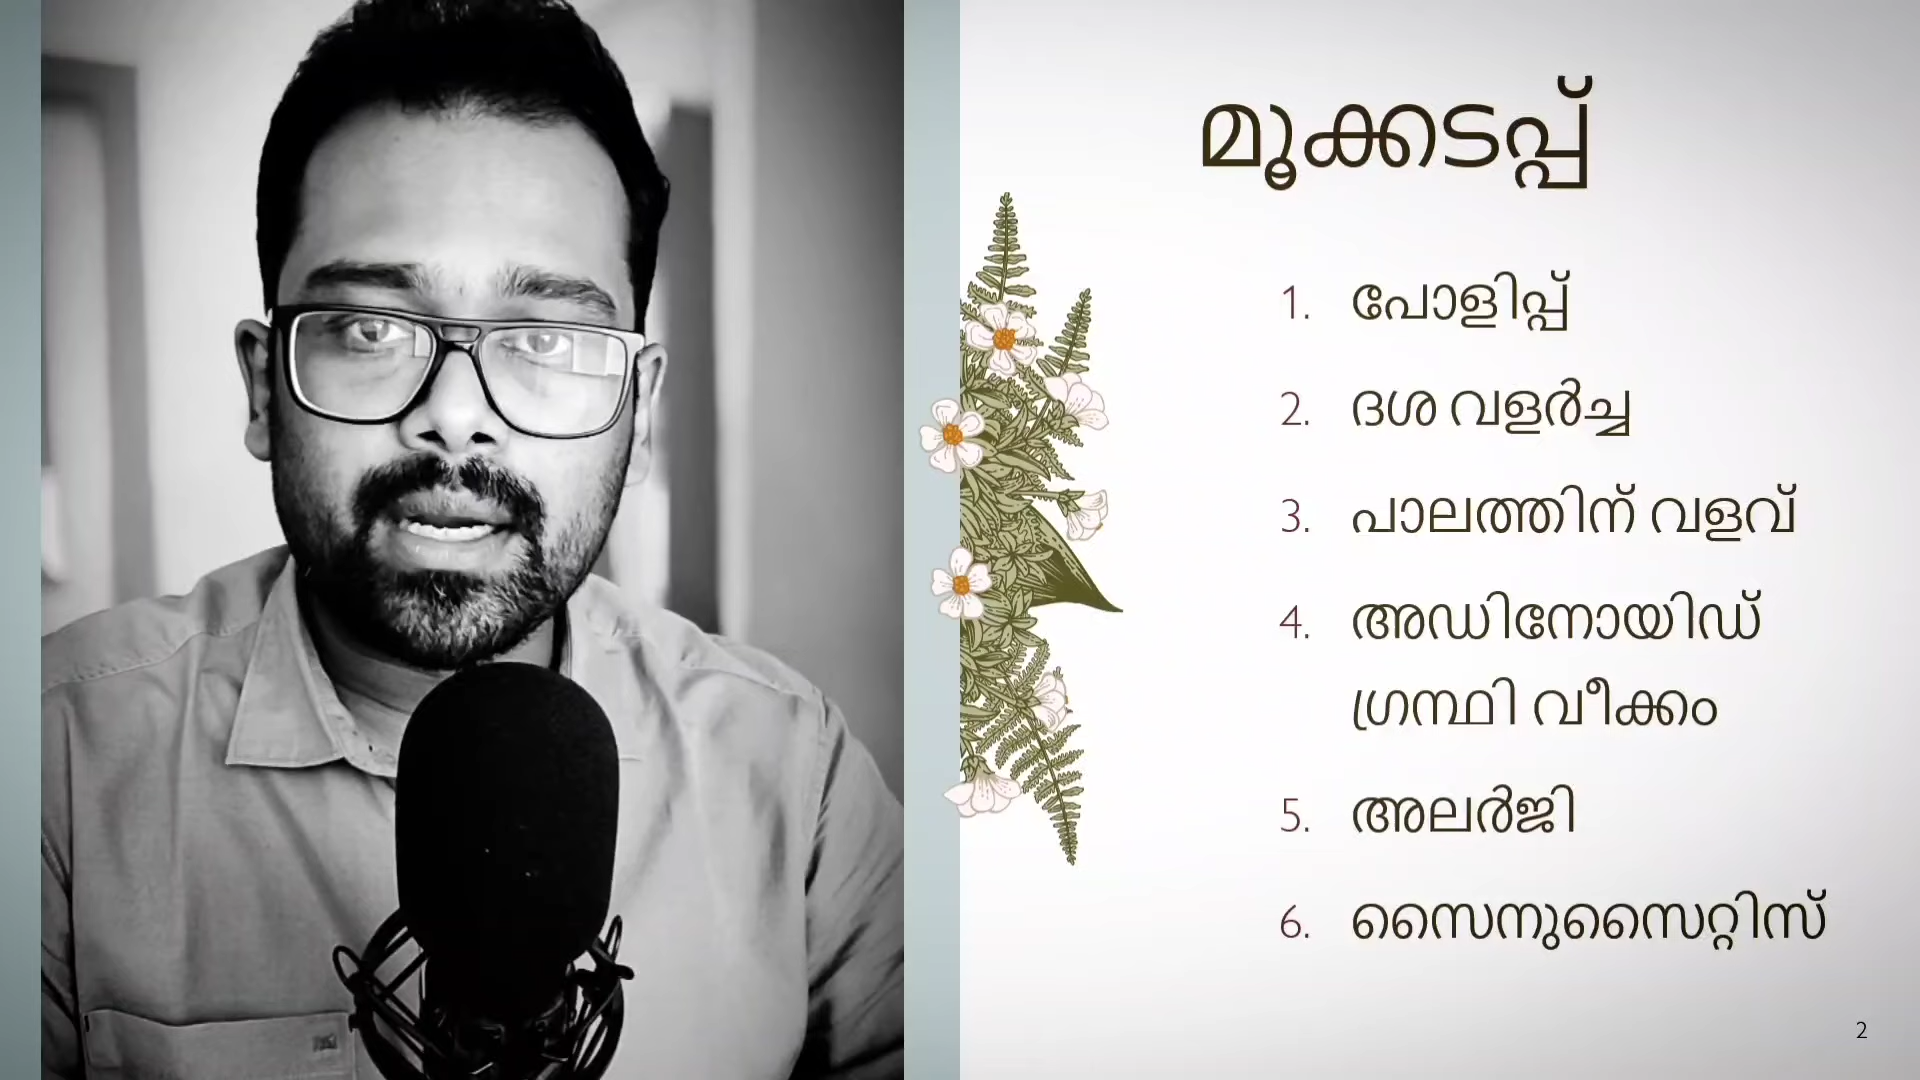 മൂക്കടപ്പ്
1. പോളിപ്പ്
2. ദശ വളർച്ച
3. പാലത്തിന് വളവ്
4. അഡിനോയിഡ്
ഗ്രന്ഥി വീക്കം
5. അലർജി
6. സൈനുസൈറ്റിസ്
2